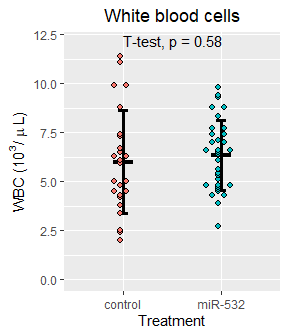 White blood cells
T-test, p = 0.58
12.5
10.0
7.5
5.0
2.5
0.0
WBC (10³/ μ L)
control miR-532
Treatment